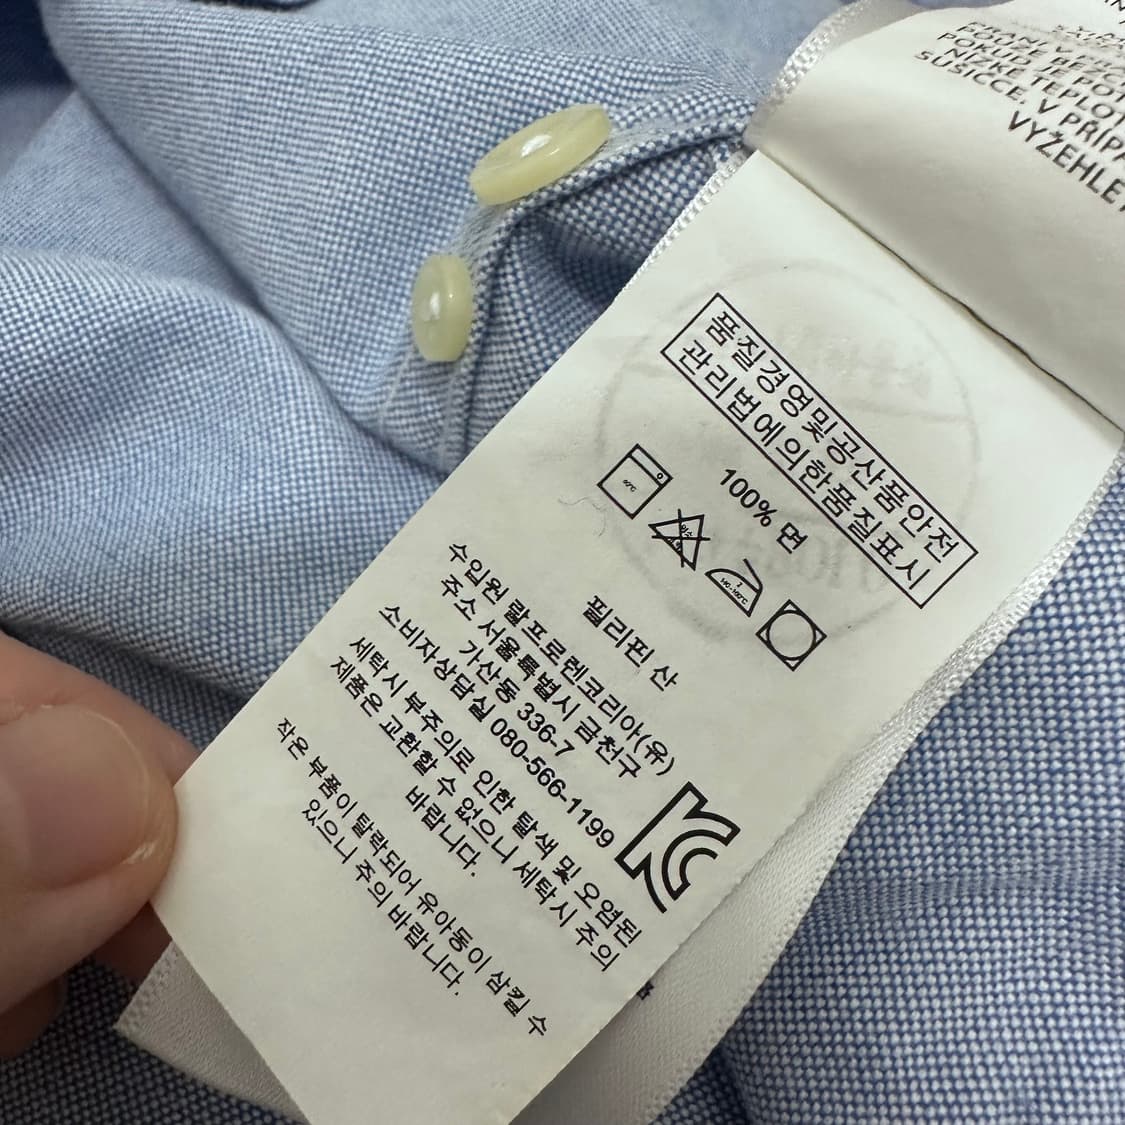 PÍSANÍ V
POUŽE BEZC
POKUD JE
NÍZKE TEPLOT
SUŠIČCE, V PŘÍPA
VYŽEHLE
품질경영및공산품안전
관리법에의한품질표시
100% 면
필리핀 산
수입원 랄프로렌코리아(유)
주소 서울특별시 금천구
가산동 336-7
소비자상담실 080-566-1199
세탁시 부주의로 인한 탈색 및 오염된
제품은 교환할 수 없으니 세탁시 주의
바랍니다.
작은 부품이 탈락되어 유아동이 삼킬 수
있으니 주의 바랍니다.